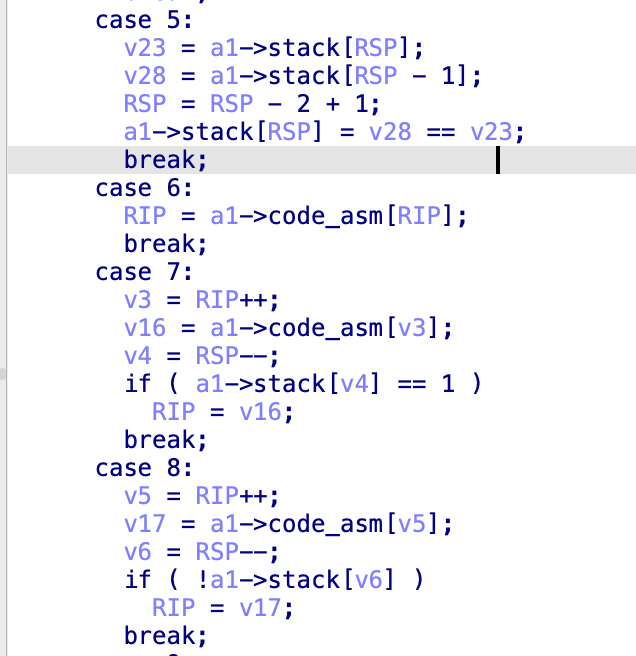 case 5:
v23 = a1->stack[RSP];
v28 = a1->stack[RSP - 1];
RSP = RSP - 2 + 1;
a1->stack[RSP] = v28 == v23;
break;
case 6:
RIP = a1->code_asm[RIP];
break;
case 7:
v3 = RIP++;
v16 = a1->code_asm[v3];
v4 = RSP--;
if ( a1->stack[v4] == 1 )
RIP = v16;
break;
case 8:
v5 = RIP++;
v17 = a1->code_asm[v5];
v6 = RSP--;
if ( !a1->stack[v6] )
RIP = v17;
break;